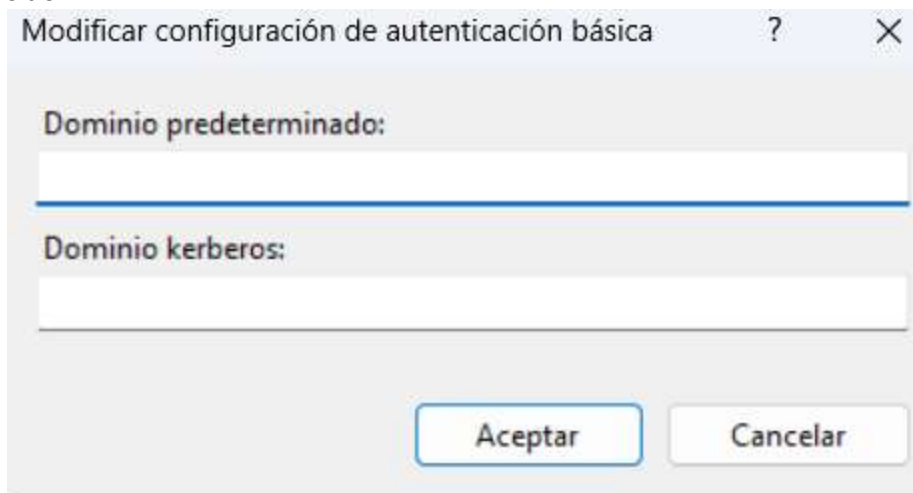 Modificar configuración de autenticación básica ?
Dominio predeterminado:
Dominio kerberos:
Aceptar Cancelar